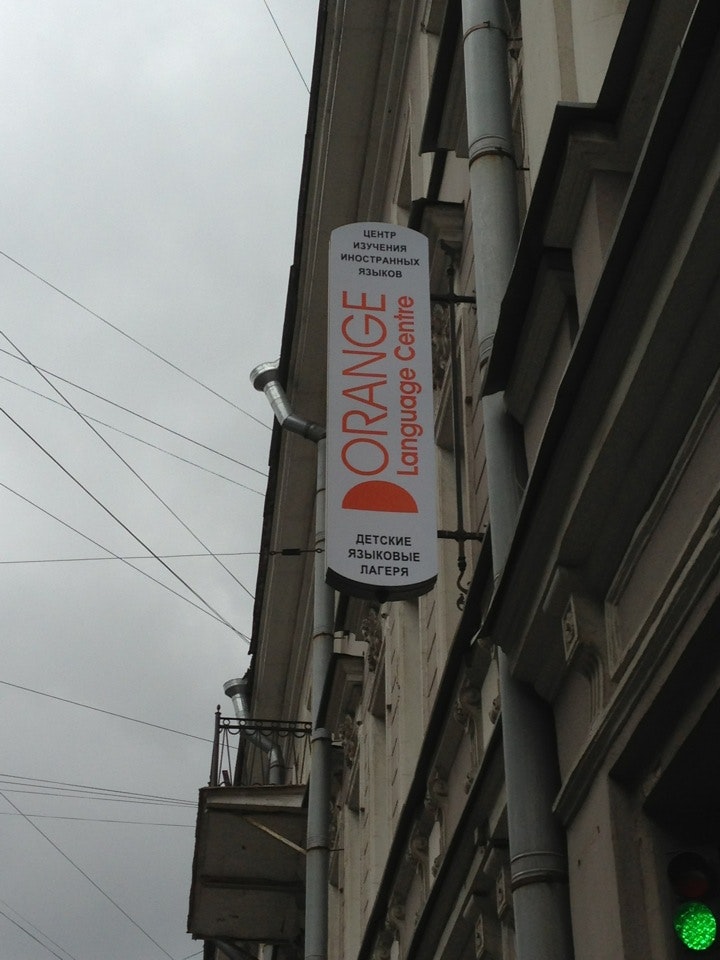 ЦЕНТР
ИЗУЧЕНИЯ
ИНОСТРАННЫХ
ЯЗЫКОВ
ORANGE
Language Centre
ДЕТСКИЕ
ЯЗЫКОВЫЕ
ЛАГЕРЯ